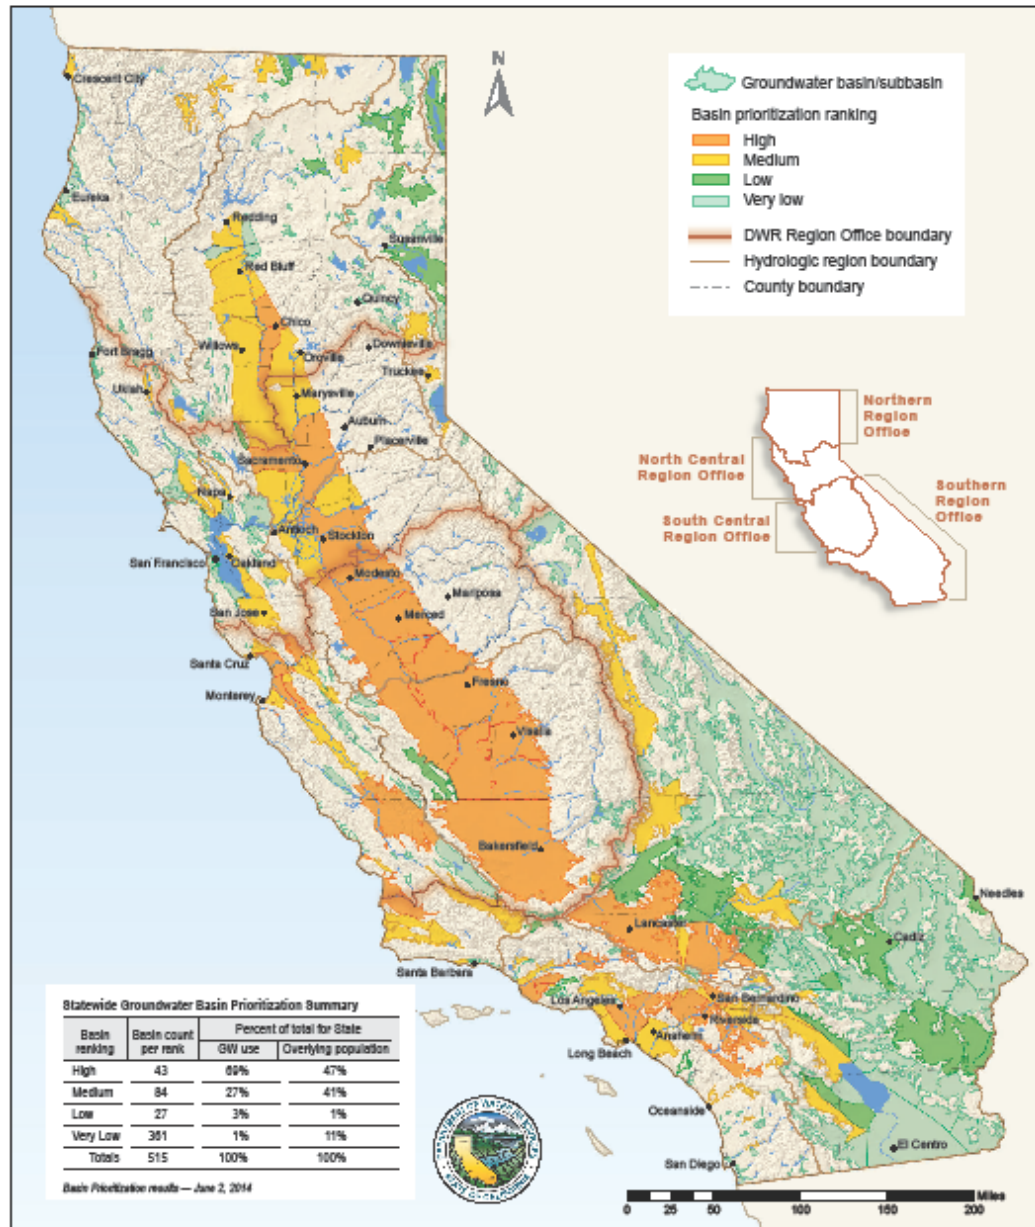 N
Crescent City
Eureka
Redding
Red Bluff
Susanville
Chico
Quincy
Fort Bragg
Willows
Oroville
Downieville
Ukiah
Marysville
Truckee
Auburn
Placerville
Sacramento
Napa
Antioch
Stockton
San Francisco
Oakland
Modesto
Mariposa
San Jose
Merced
Santa Cruz
Monterey
Fresno
Visalia
Bakersfield
Lancaster
Needles
Cadiz
Santa Barbara
Los Angeles
San Bernardino
Riverside
Anaheim
Long Beach
Oceanside
El Centro
San Diego
Groundwater basin/subbasin
Basin prioritization ranking
High
Medium
Low
Very low
DWR Region Office boundary
Hydrologic region boundary
County boundary
Northern
Region
Office
North Central
Region Office
South Central
Region Office
Southern
Region
Office
Statewide Groundwater Basin Prioritization Summary
Basin ranking Basin count per rank Percent of total for State
GW use Overlying population
High 43 69% 47%
Medium 84 27% 41%
Low 27 3% 1%
Very Low 361 1% 11%
Totals 515 100% 100%
Basin Prioritization results — June 2, 2014
0 25 50 100 150 200 Miles